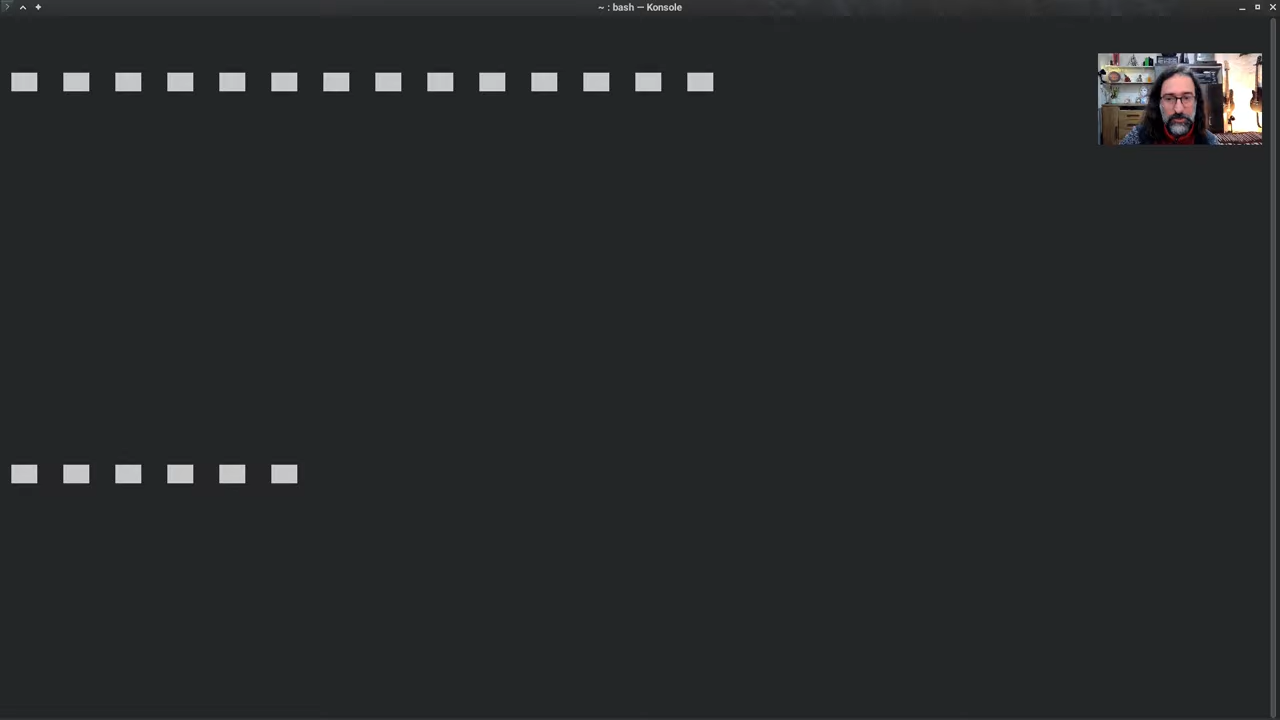 ~ : bash — Konsole